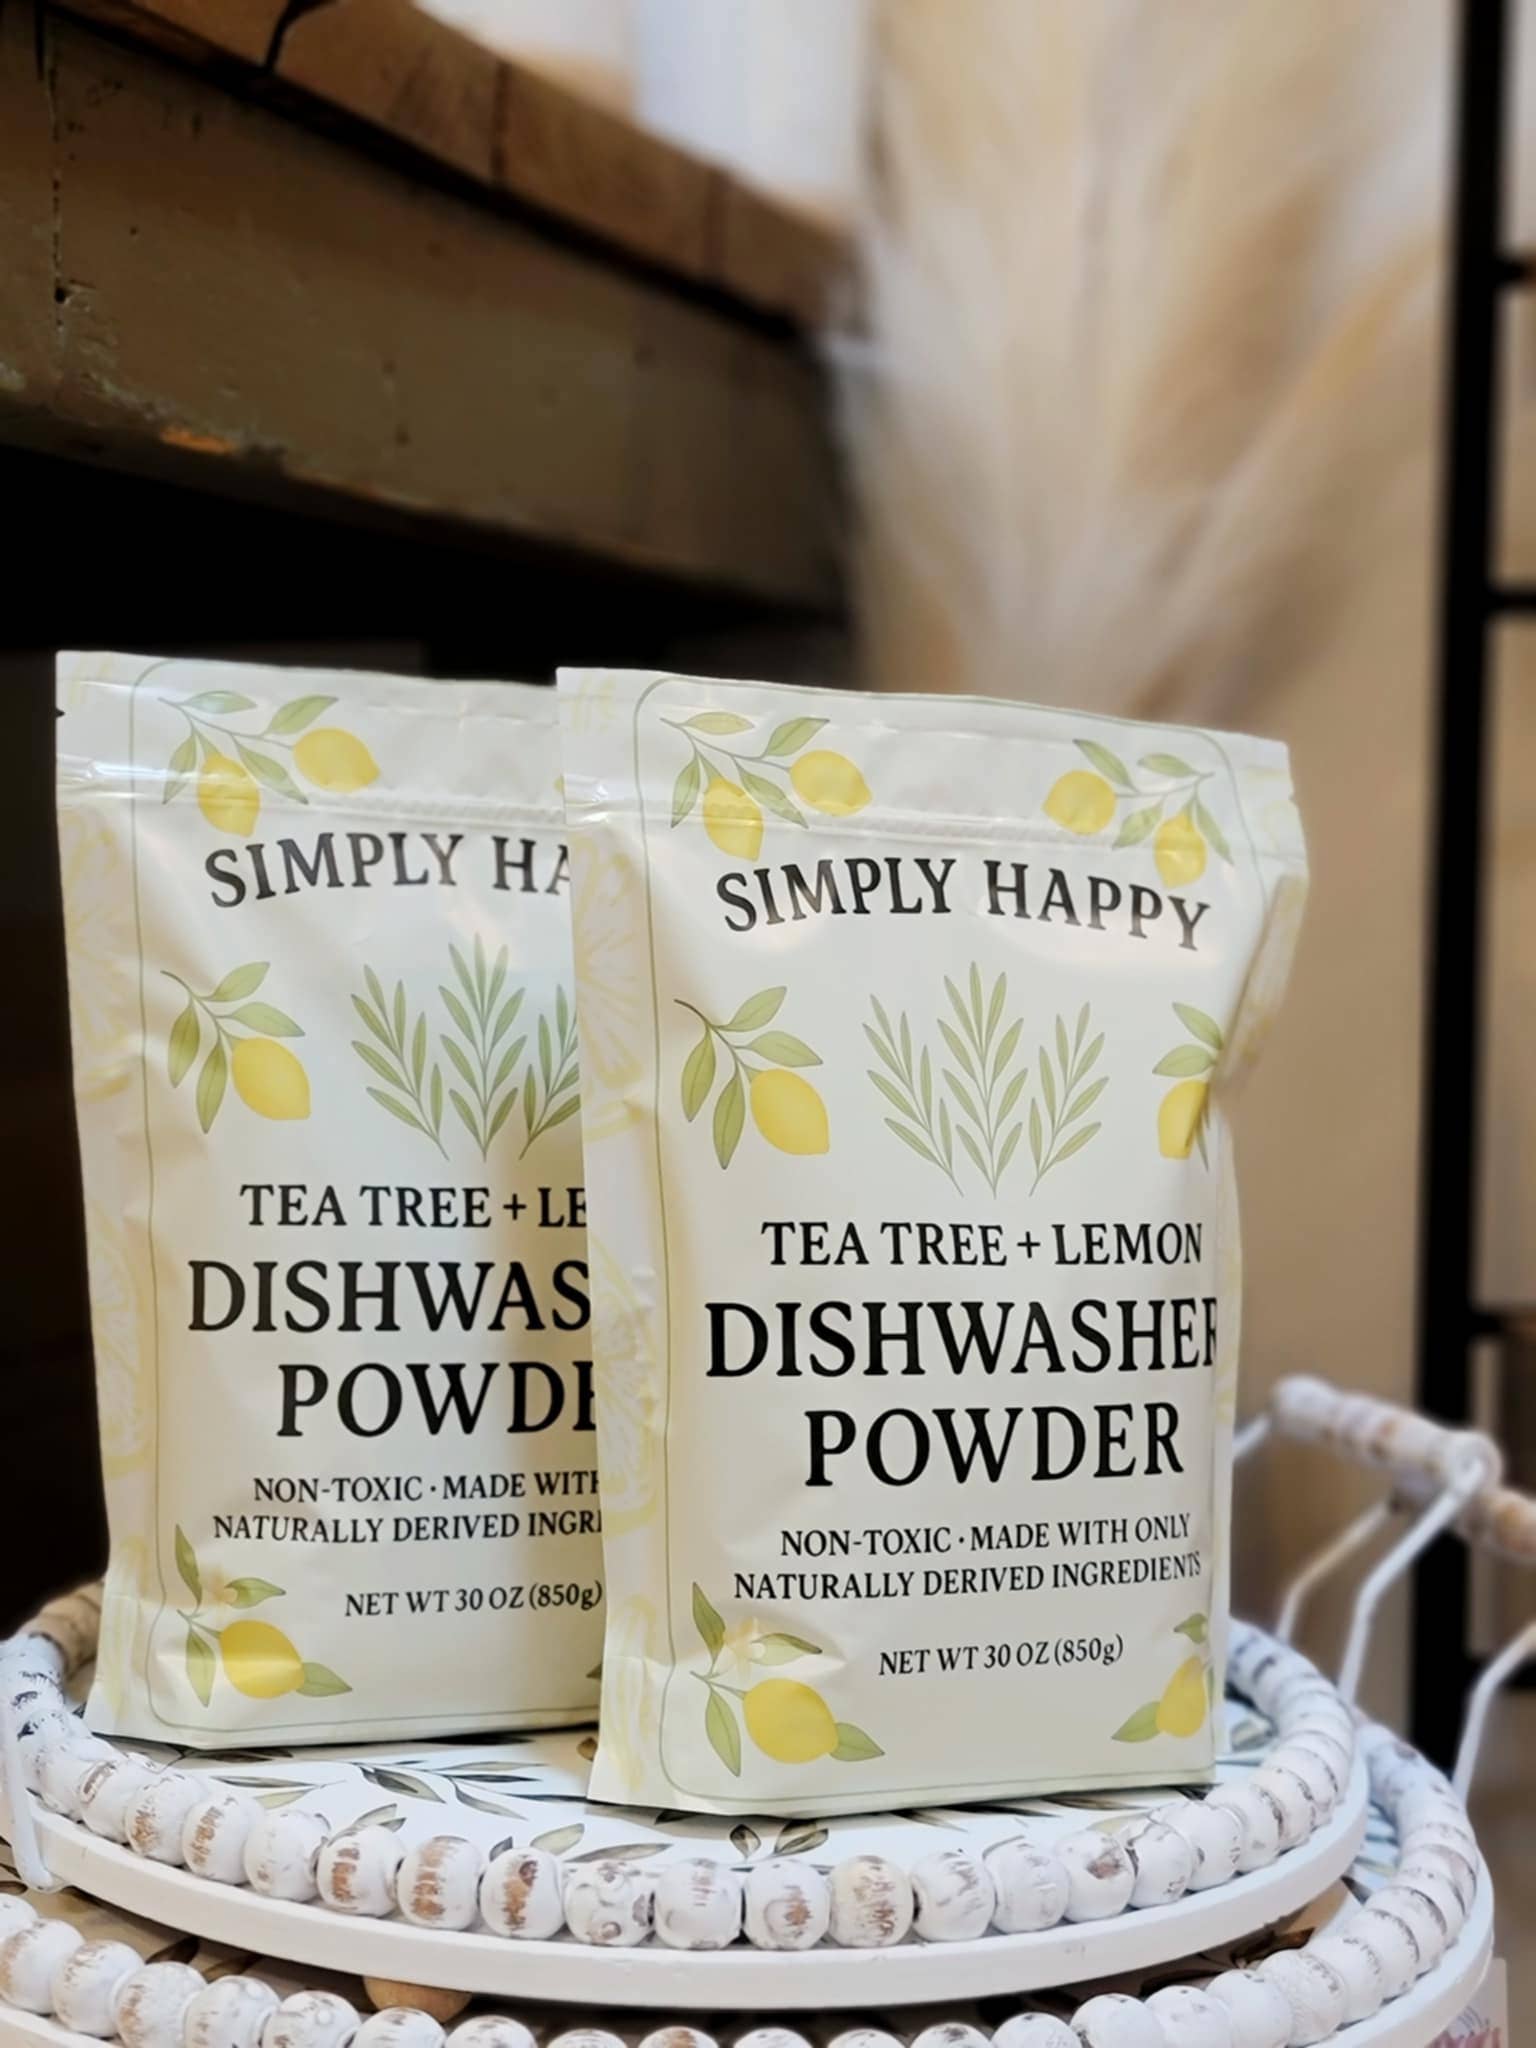 SIMPLY HA
TEA TREE + LE
DISHWAS
POWDE
NON-TOXIC · MADE WITH
NATURALLY DERIVED INGRE
NET WT 30 OZ (850g)
SIMPLY HAPPY
TEA TREE + LEMON
DISHWASHER
POWDER
NON-TOXIC · MADE WITH ONLY
NATURALLY DERIVED INGREDIENTS
NET WT 30 OZ (850g)